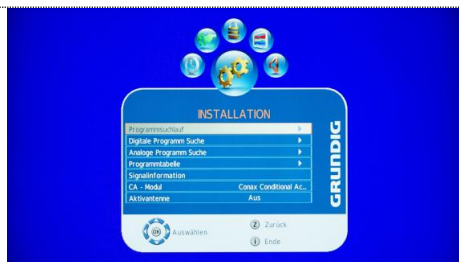 INSTALLATION
Programmsuchlauf
Digitale Programm Suche
Analoge Programm Suche
Programmtabelle
Signalinformation
CA - Modul Conax Conditional Ac..
Aktivantenne Aus
GRUNDIG
OK Auswählen
Z Zurück
i Ende